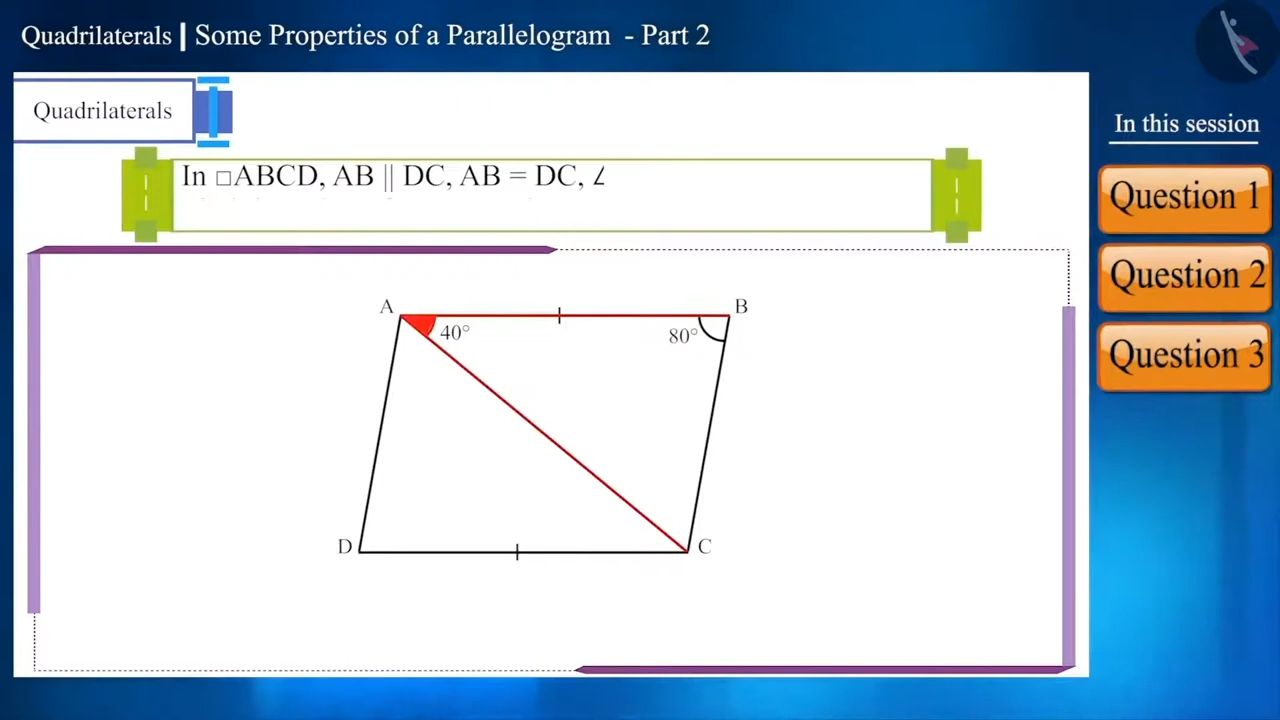 Quadrilaterals | Some Properties of a Parallelogram - Part 2
Quadrilaterals
In □ABCD, AB || DC, AB = DC, ∠
In this session
Question 1
Question 2
Question 3
A
B
40°
80°
D
C